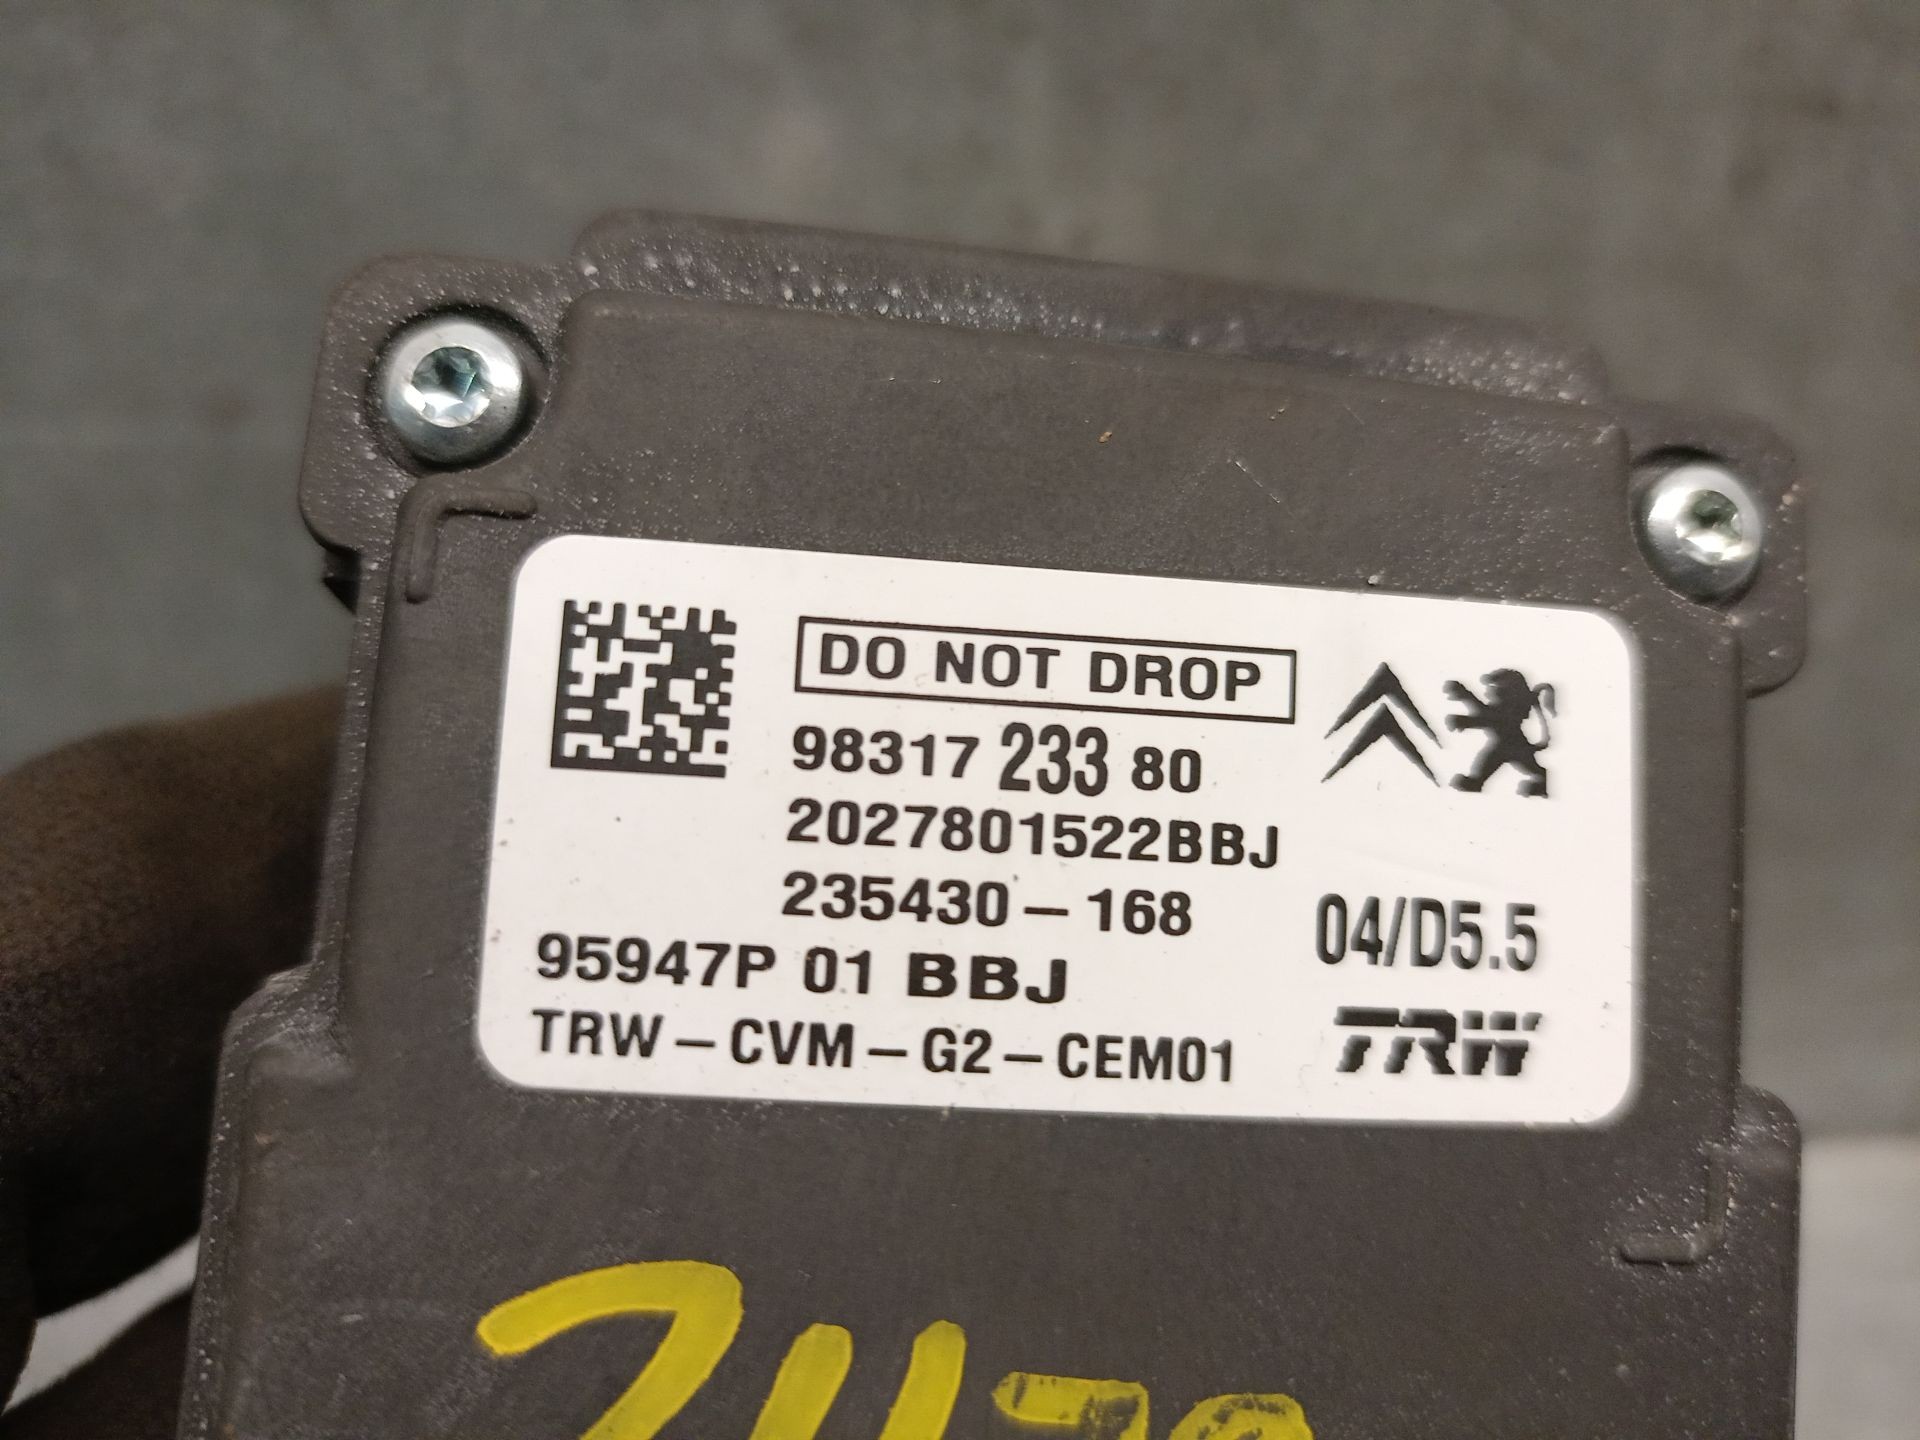 DO NOT DROP
98317 233 80
2027801522BBJ
235430-168
04/D5.5
95947P 01 BBJ
TRW-CVM-G2-CEM01
TRW